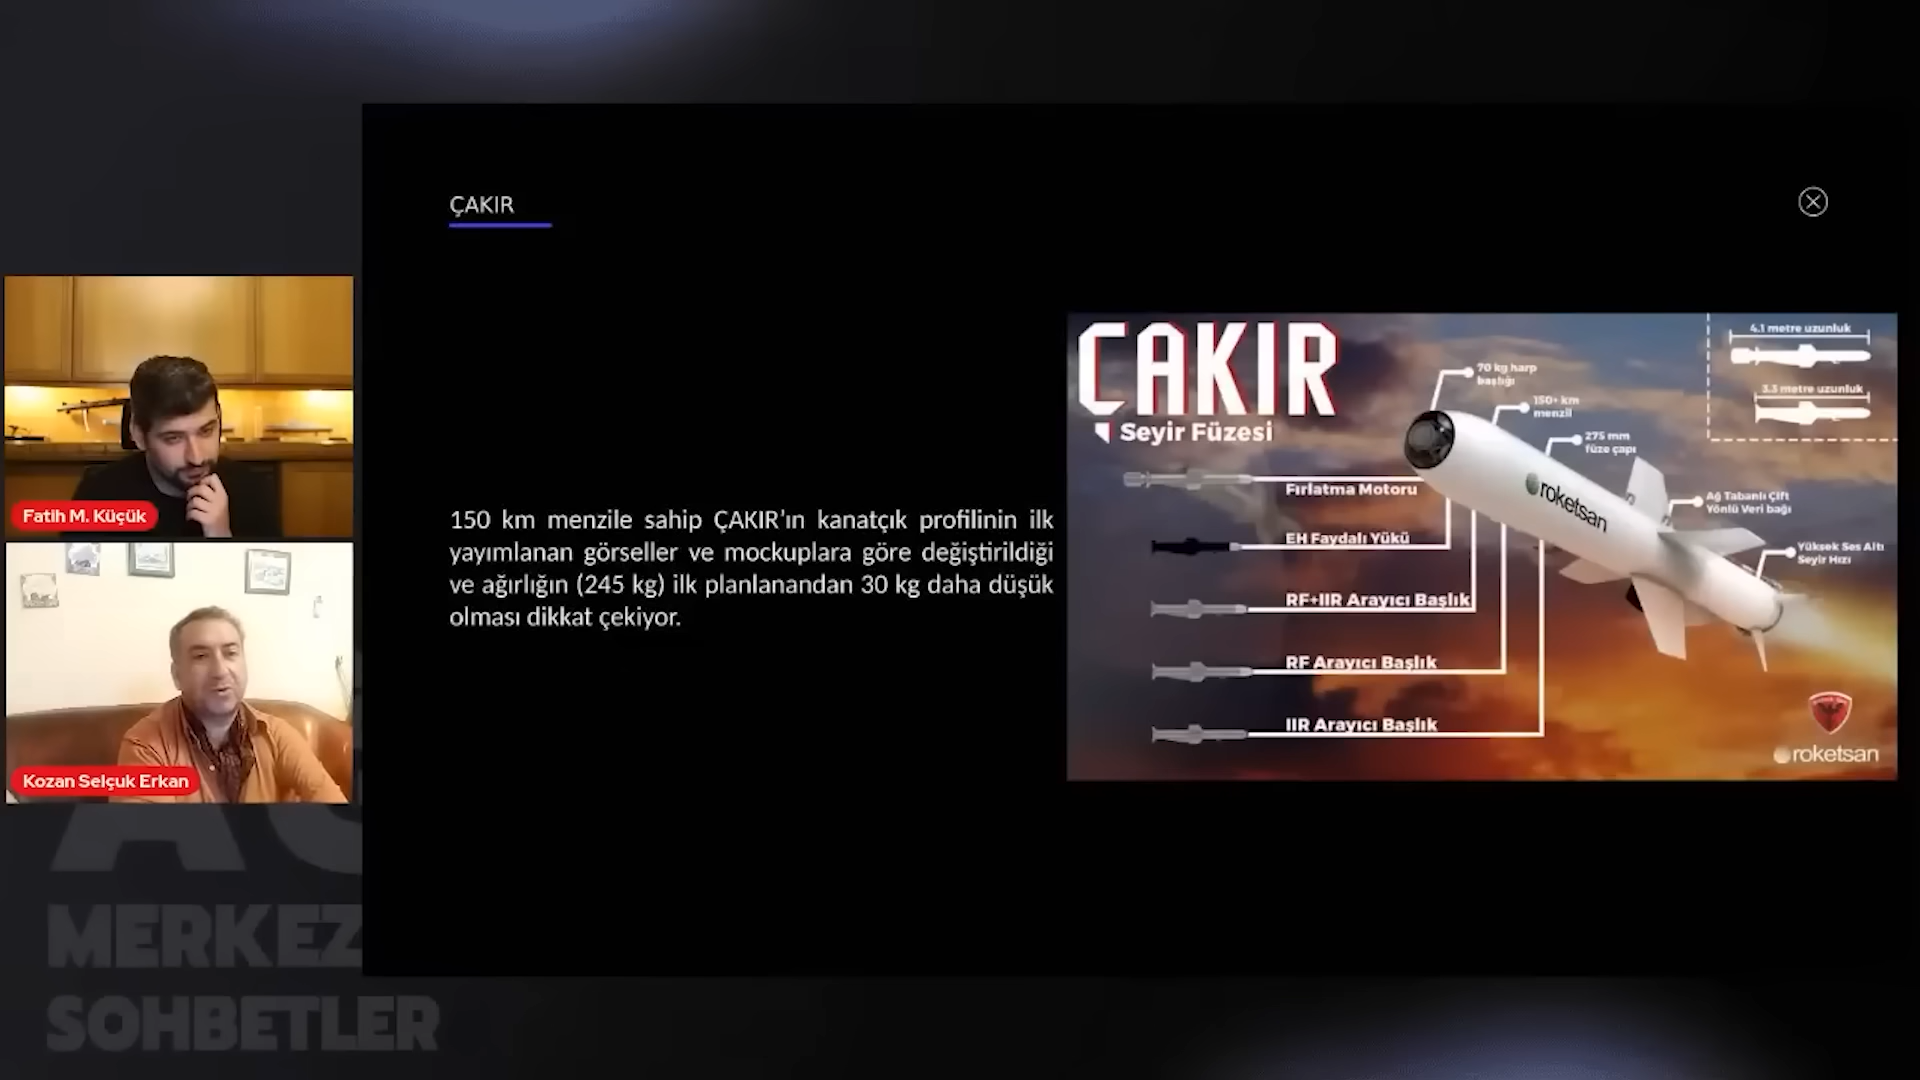 ÇAKIR
Fatih M. Küçük
Kozan Selçuk Erkan
MERKEZ
SOHBETLER
150 km menzile sahip ÇAKIR'ın kanatçık profilinin ilk
yayımlanan görseller ve mockuplara göre değiştirildiği
ve ağırlığın (245 kg) ilk planlanandan 30 kg daha düşük
olması dikkat çekiyor.
ÇAKIR
Seyir Füzesi
Fırlatma Motoru
EH Faydalı Yükü
RF+IIR Arayıcı Başlık
RF Arayıcı Başlık
IIR Arayıcı Başlık
70 kg harp
başlığı
150+ km
menzil
275 mm
füze çapı
Ağ Tabanlı Çift
Yönlü Veri bağı
Yüksek Ses Altı
Seyir Hızı
4.1 metre uzunluk
3.3 metre uzunluk
roketsan
roketsan